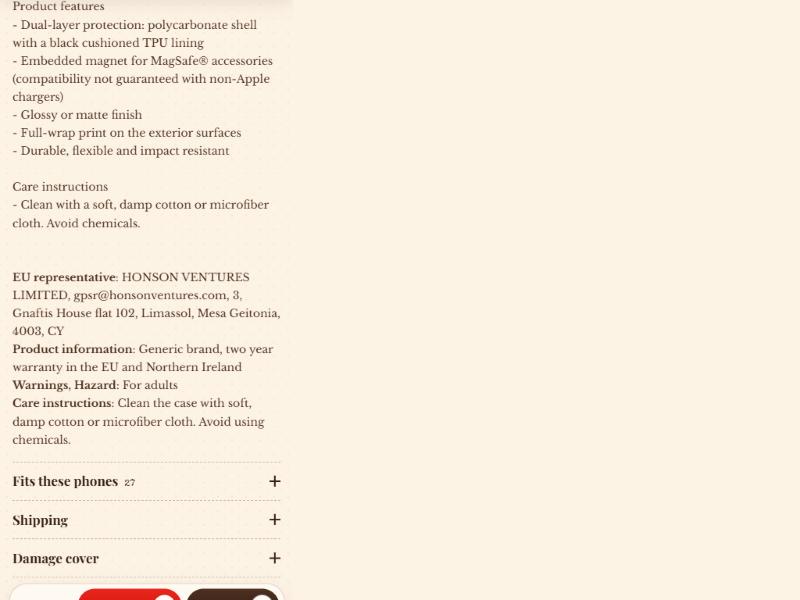 Product features
- Dual-layer protection: polycarbonate shell
with a black cushioned TPU lining
- Embedded magnet for MagSafe® accessories
(compatibility not guaranteed with non-Apple
chargers)
- Glossy or matte finish
- Full-wrap print on the exterior surfaces
- Durable, flexible and impact resistant
Care instructions
- Clean with a soft, damp cotton or microfiber
cloth. Avoid chemicals.
EU representative: HONSON VENTURES
LIMITED, gpsr@honsonventures.com, 3,
Gnaftis House flat 102, Limassol, Mesa Geitonia,
4003, CY
Product information: Generic brand, two year
warranty in the EU and Northern Ireland
Warnings, Hazard: For adults
Care instructions: Clean the case with soft,
damp cotton or microfiber cloth. Avoid using
chemicals.
Fits these phones 27 +
Shipping +
Damage cover +